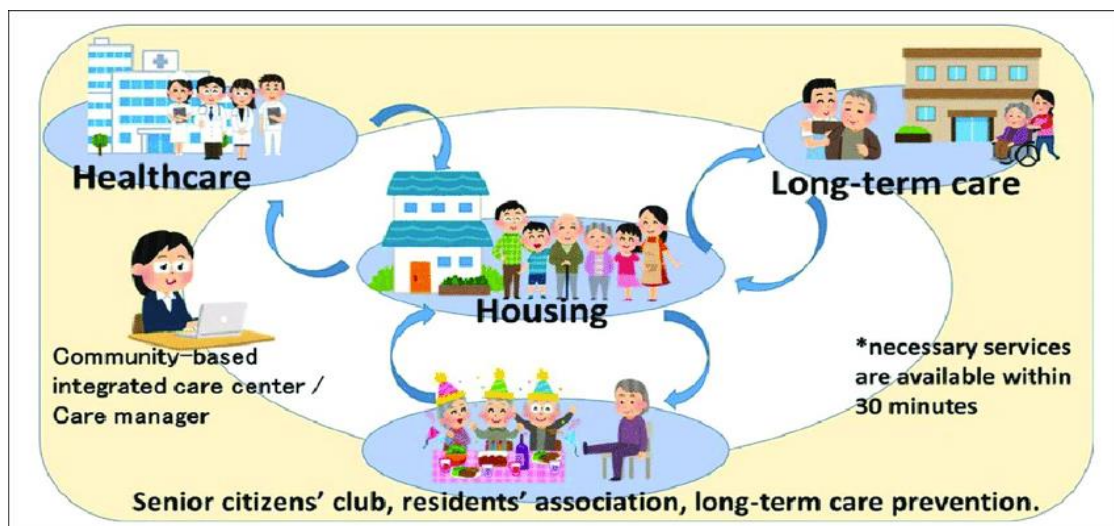 Healthcare
Long-term care
Housing
Community-based
integrated care center /
Care manager
*necessary services
are available within
30 minutes
Senior citizens' club, residents' association, long-term care prevention.